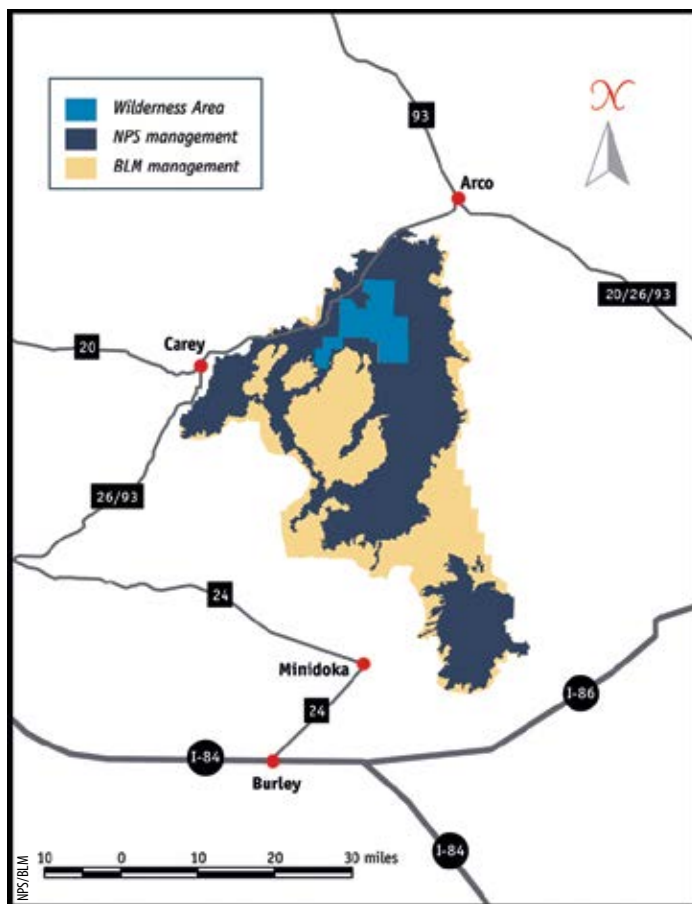 Wilderness Area
NPS management
BLM management
N
93
Arco
20/26/93
20
Carey
26/93
24
Minidoka
24
I-86
I-84
Burley
I-84
10 0 10 20 30 miles
NPS/BLM